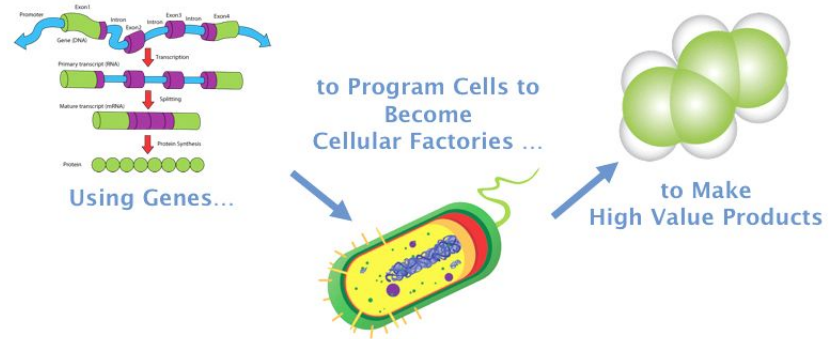 Promoter
Exon1
Intron
Exon2
Intron
Exon3
Intron
Exon4
Gene (DNA)
Transcription
Primary transcript (RNA)
Splitting
Mature transcript (mRNA)
Protein Synthesis
Protein
Using Genes...
to Program Cells to
Become
Cellular Factories ...
to Make
High Value Products